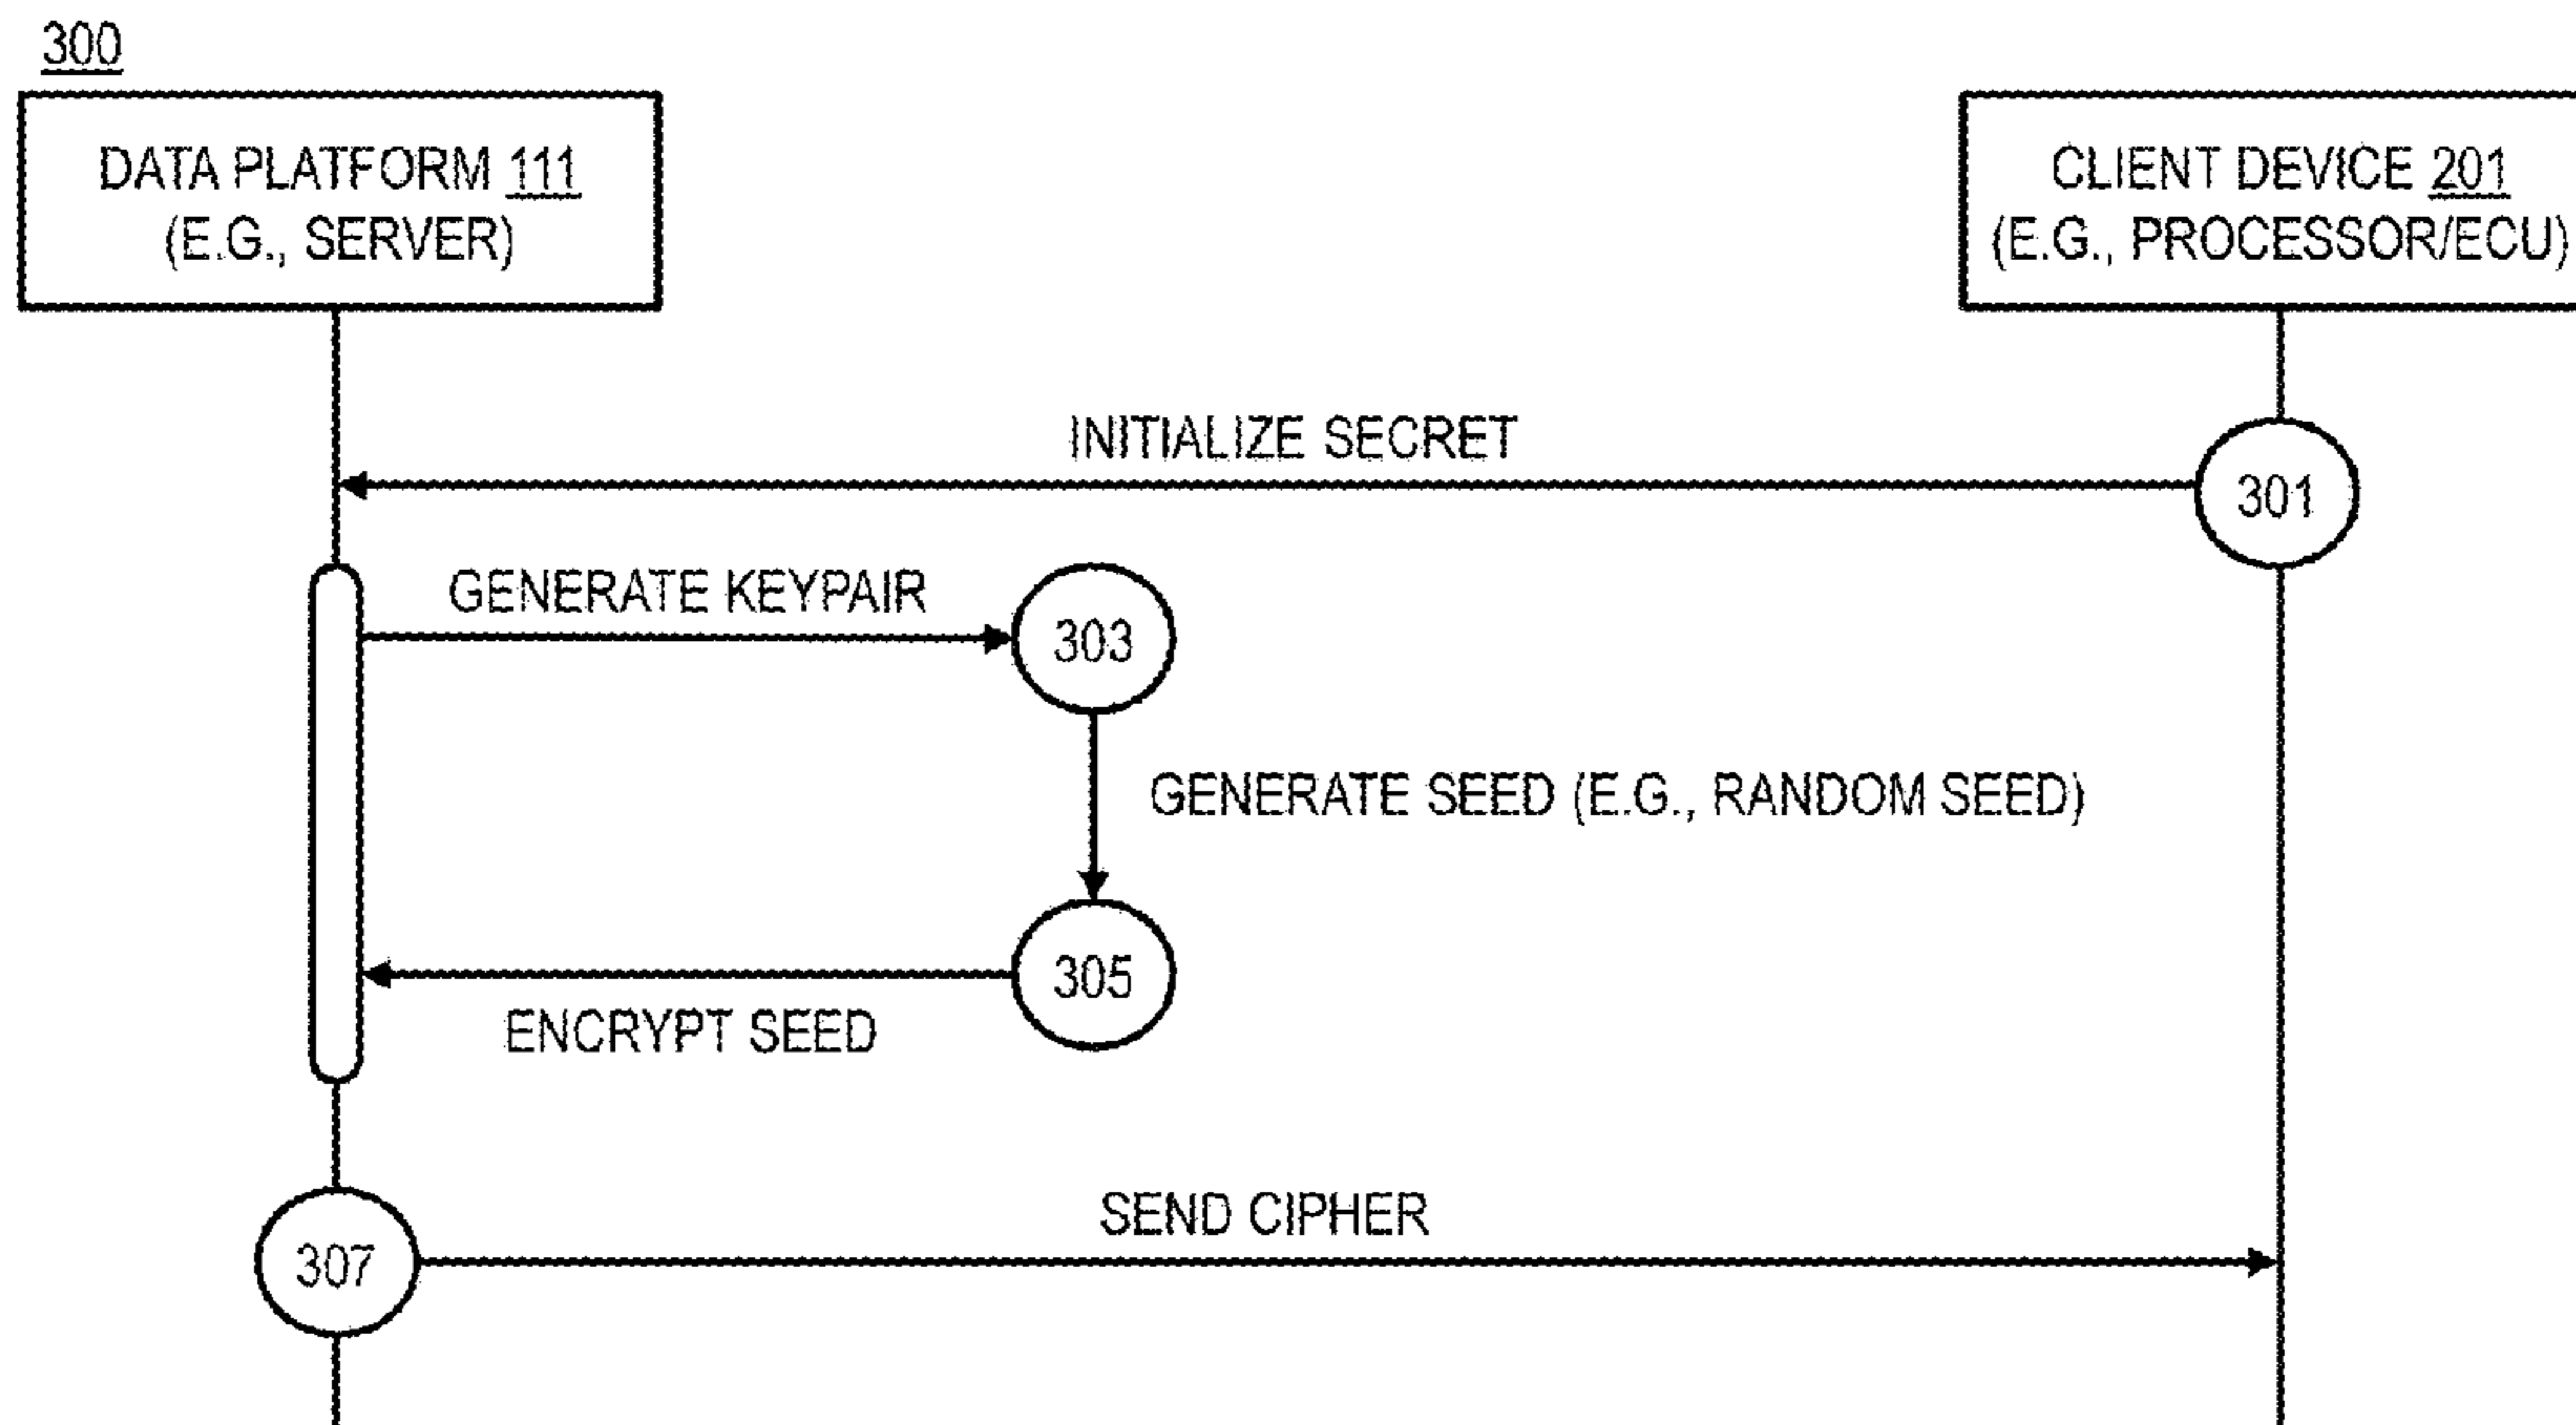 300
DATA PLATFORM 111
(E.G., SERVER)
CLIENT DEVICE 201
(E.G., PROCESSOR/ECU)
INITIALIZE SECRET
301
GENERATE KEYPAIR
303
GENERATE SEED (E.G., RANDOM SEED)
305
ENCRYPT SEED
SEND CIPHER
307